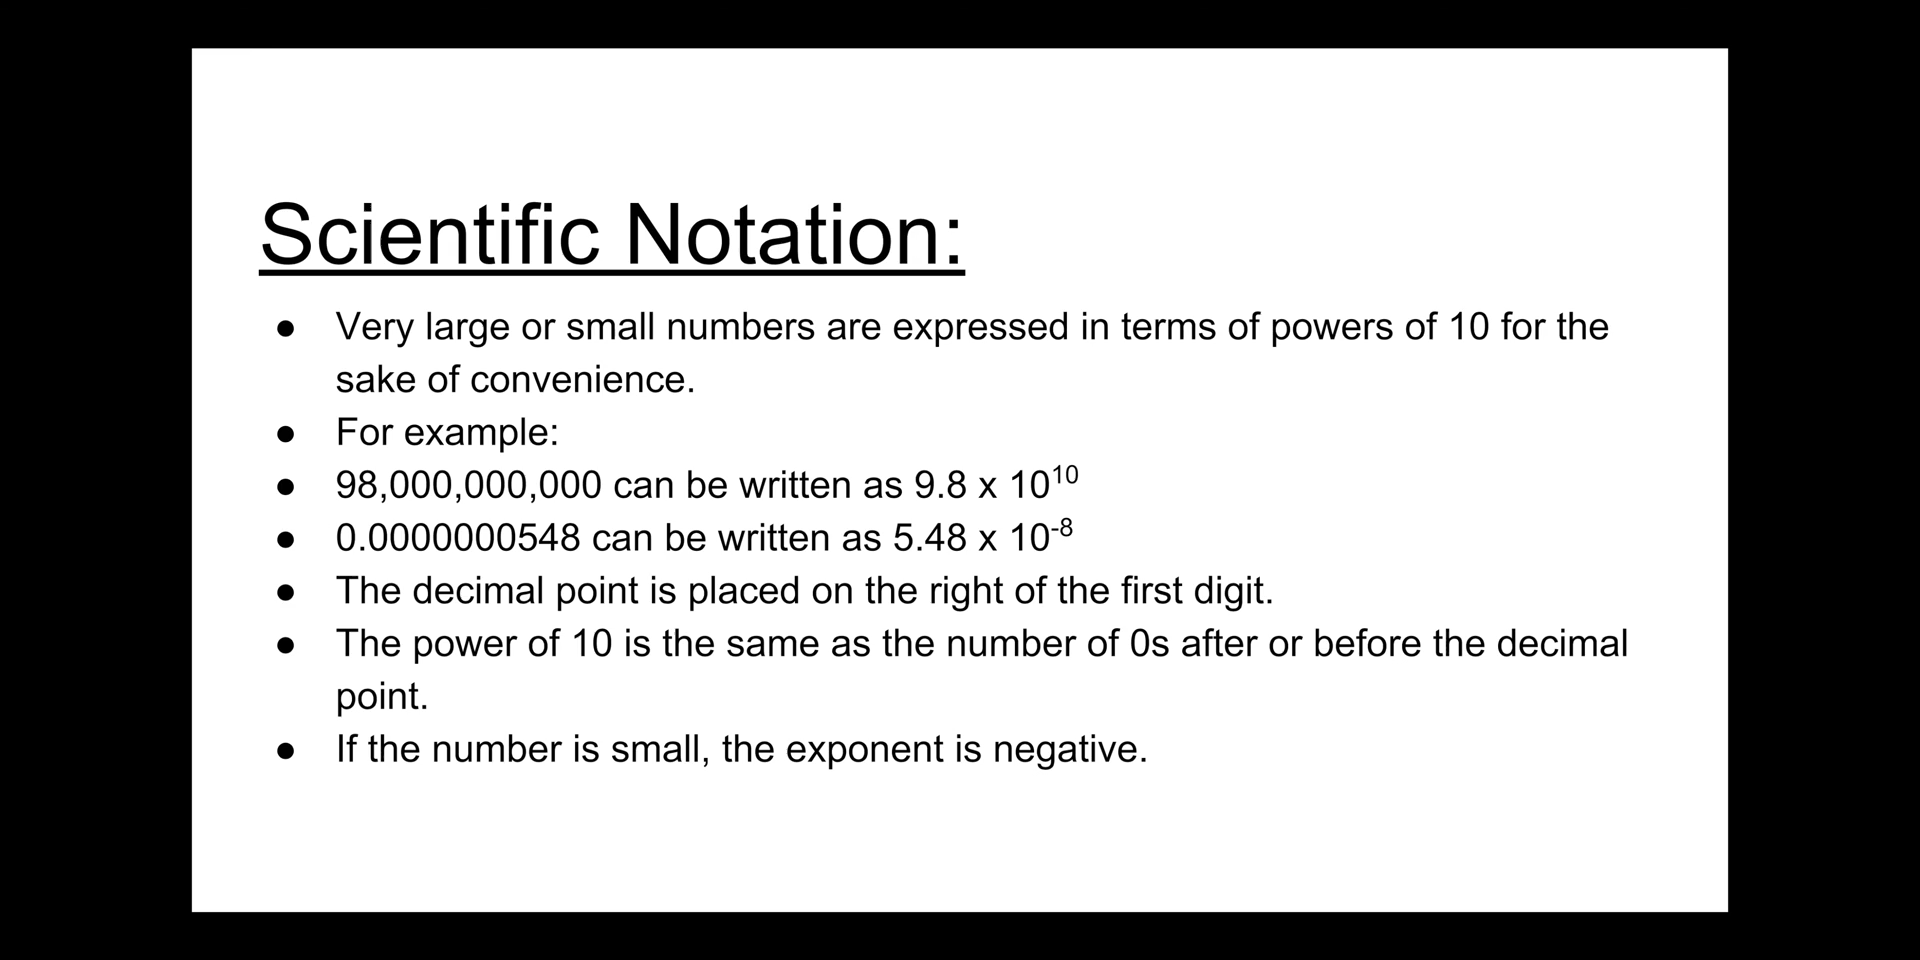 Scientific Notation:
● Very large or small numbers are expressed in terms of powers of 10 for the
sake of convenience.
● For example:
● 98,000,000,000 can be written as 9.8 x 10¹⁰
● 0.0000000548 can be written as 5.48 x 10⁻⁸
● The decimal point is placed on the right of the first digit.
● The power of 10 is the same as the number of 0s after or before the decimal
point.
● If the number is small, the exponent is negative.